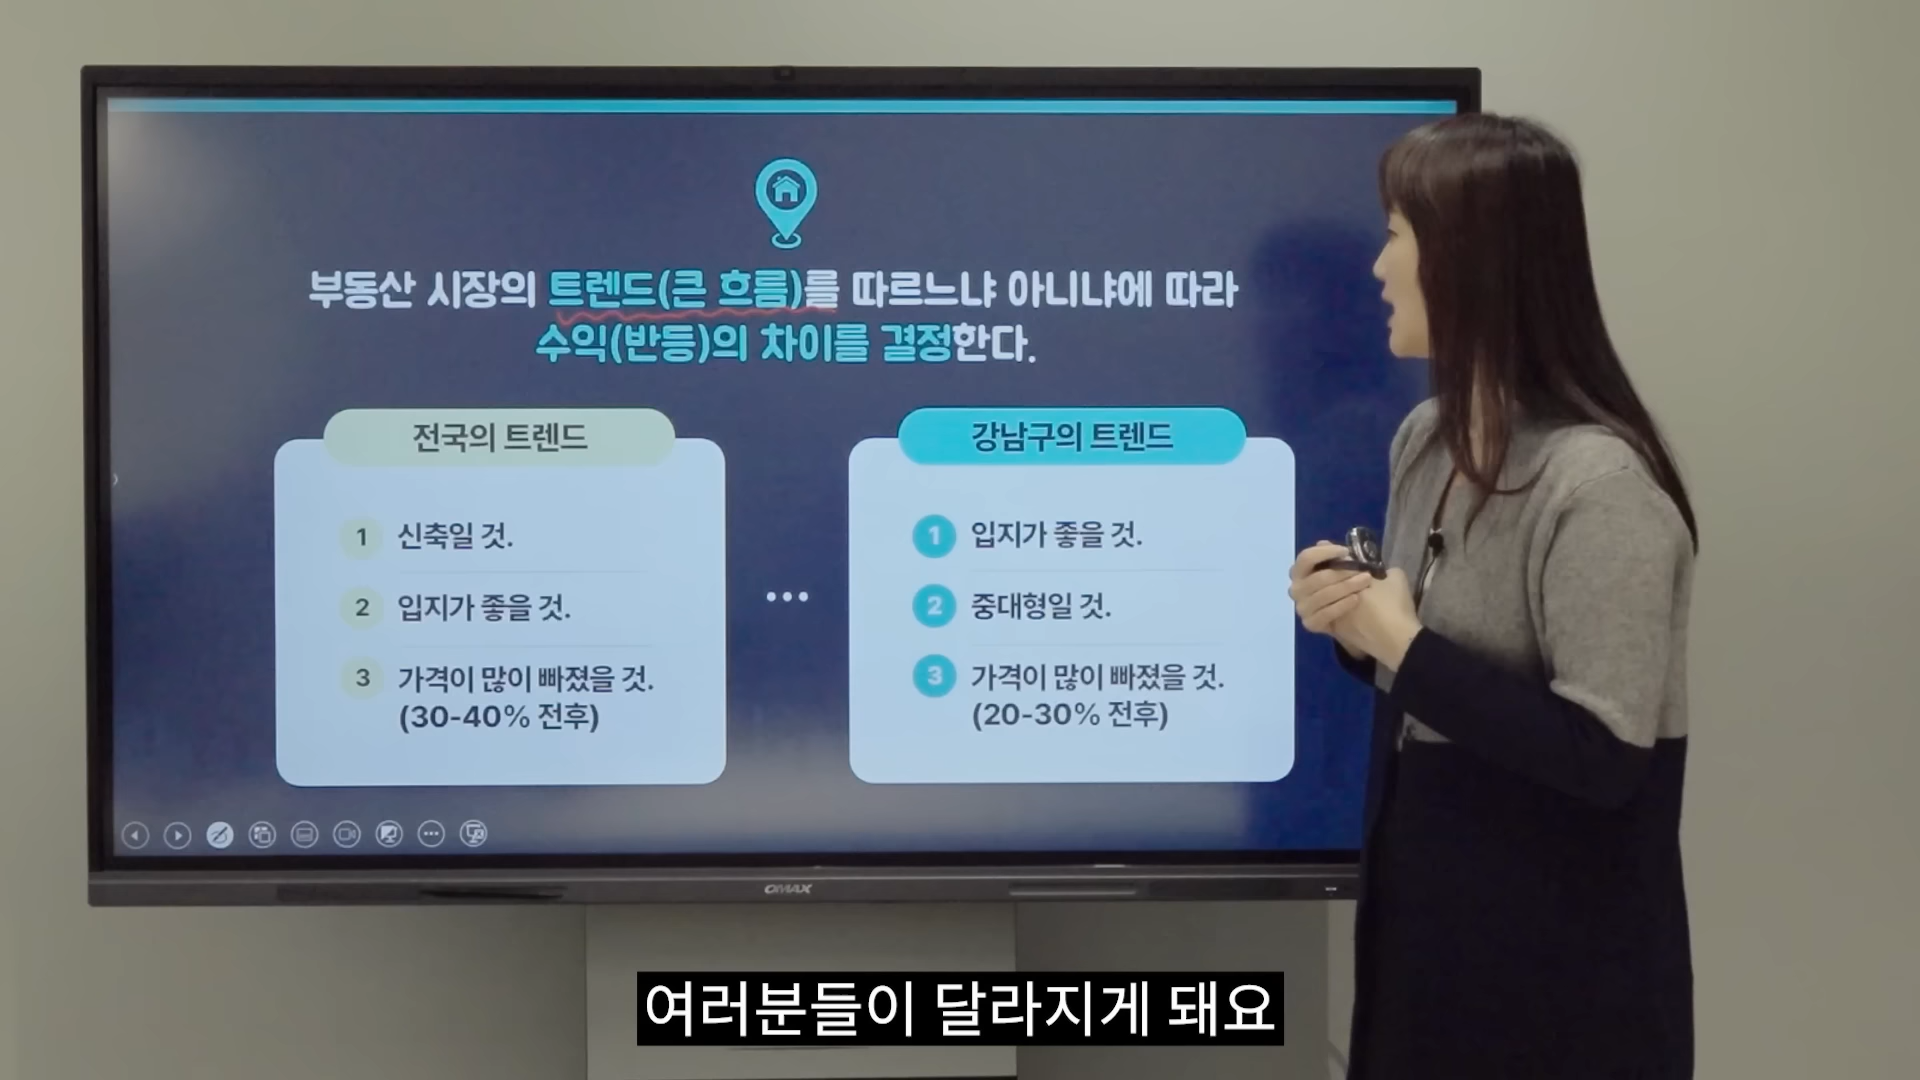 부동산 시장의 트렌드(큰 흐름)를 따르느냐 아니냐에 따라
수익(반등)의 차이를 결정한다.
전국의 트렌드
1 신축일 것.
2 입지가 좋을 것.
3 가격이 많이 빠졌을 것.
(30-40% 전후)
강남구의 트렌드
1 입지가 좋을 것.
2 중대형일 것.
3 가격이 많이 빠졌을 것.
(20-30% 전후)
OMAX
여러분들이 달라지게 돼요